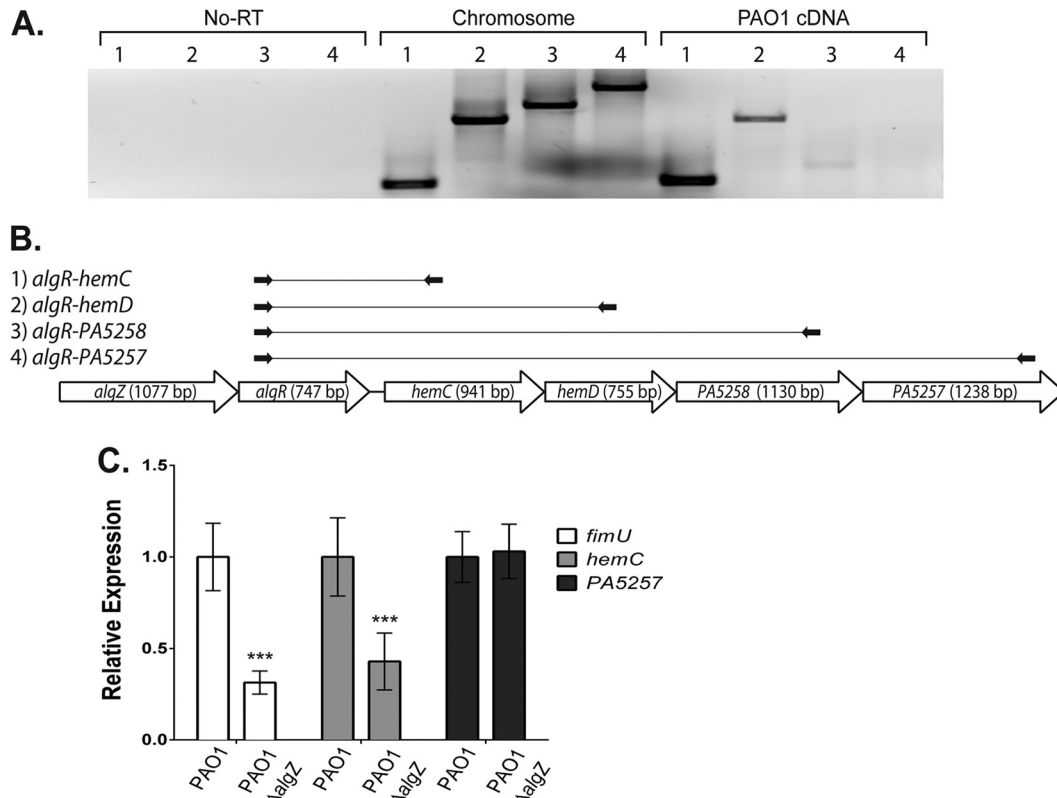 A.
No-RT Chromosome PAO1 cDNA
1 2 3 4 1 2 3 4 1 2 3 4
B.
1) algR-hemC
2) algR-hemD
3) algR-PA5258
4) algR-PA5257
algZ (1077 bp) algR (747 bp) hemC (941 bp) hemD (755 bp) PA5258 (1130 bp) PA5257 (1238 bp)
C.
Relative Expression
1.5
1.0
0.5
0.0
***
***
fimU
hemC
PA5257
PAO1 PAO1 ΔalgZ PAO1 PAO1 ΔalgZ PAO1 PAO1 ΔalgZ